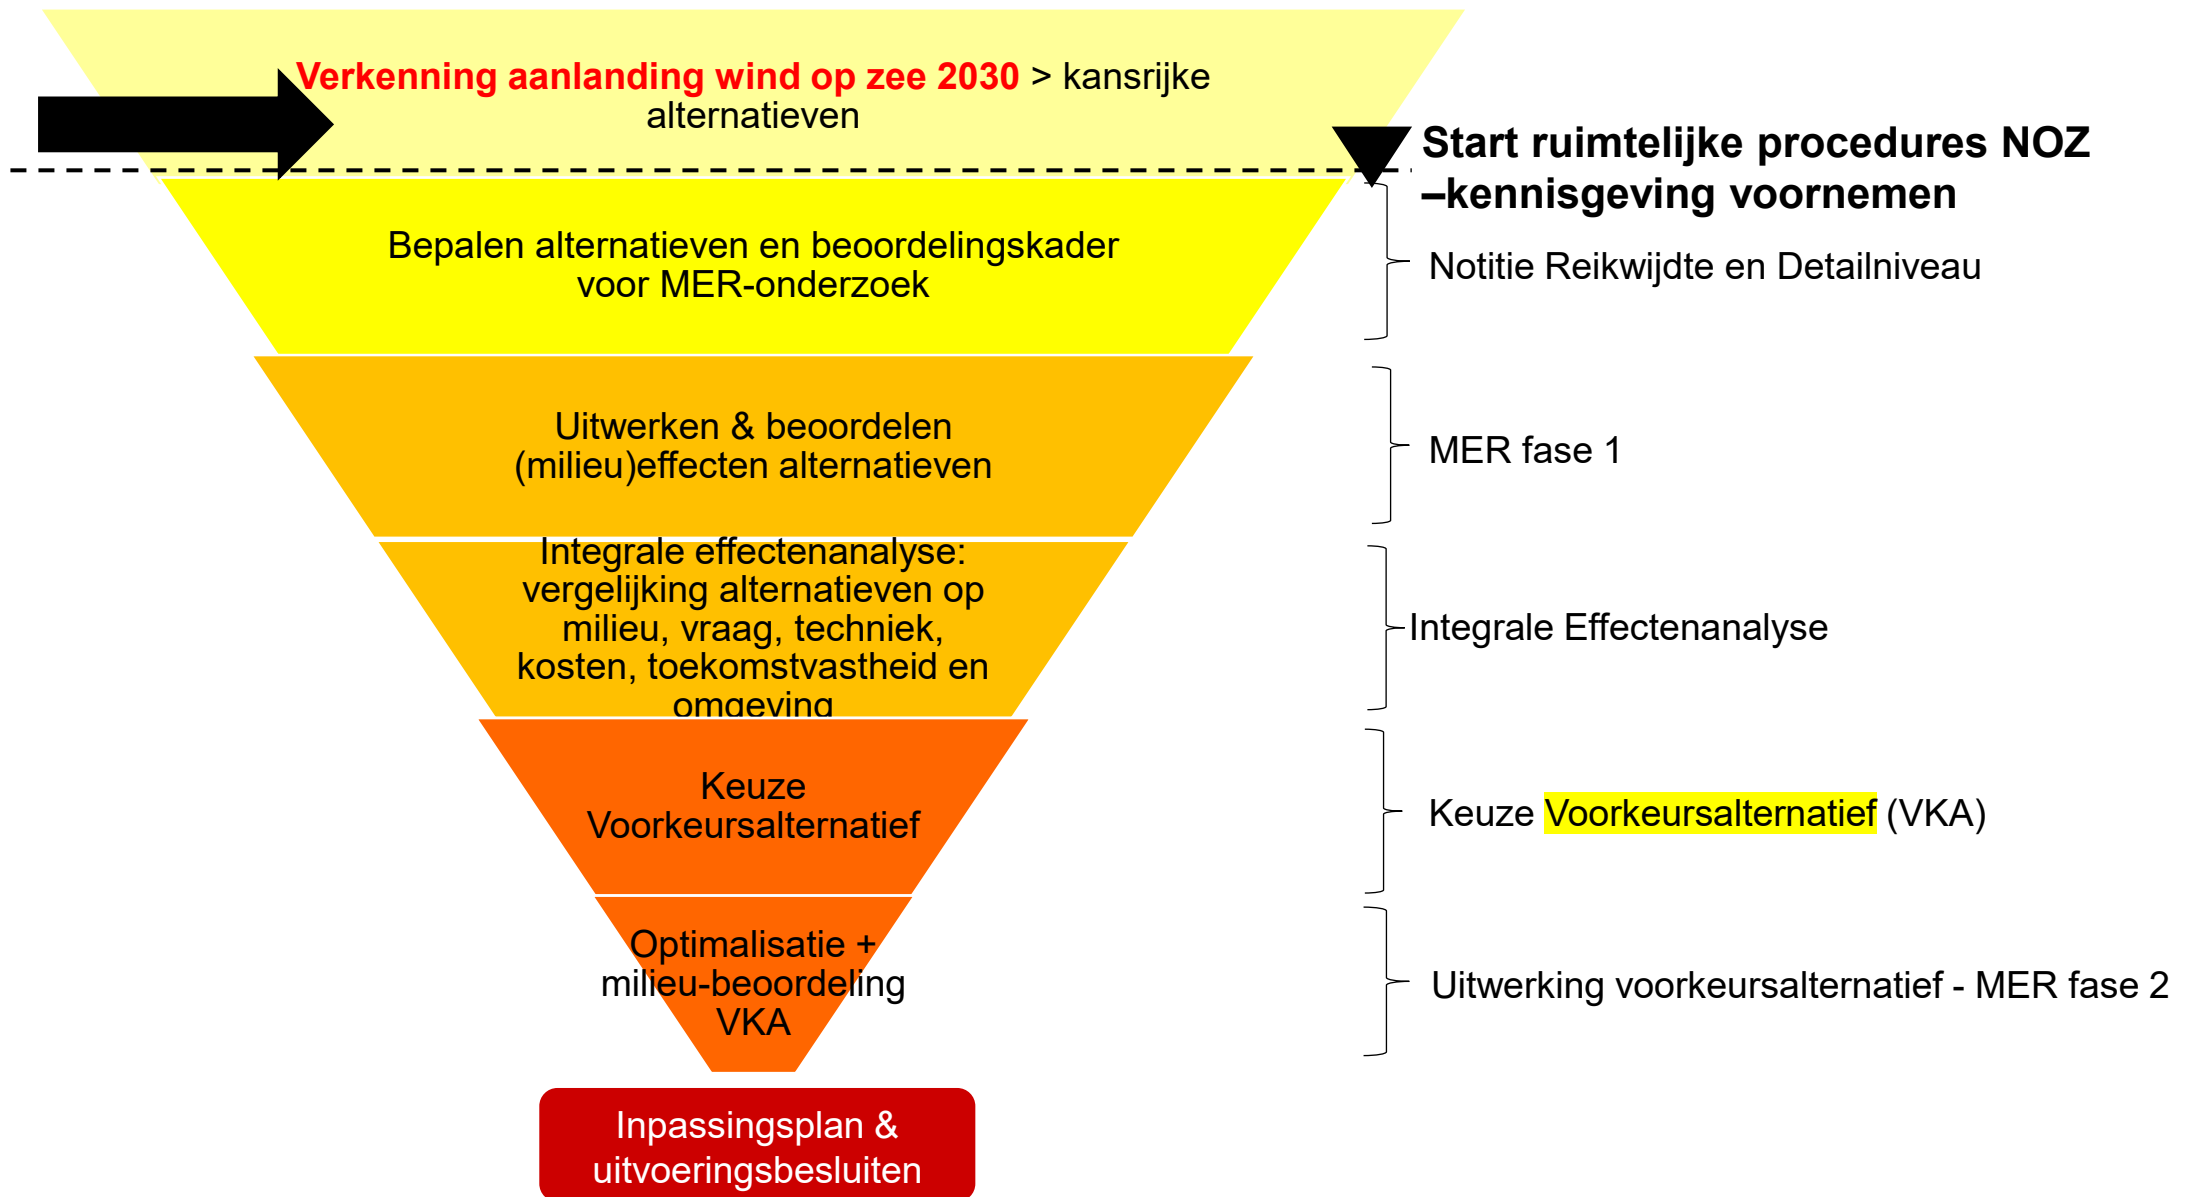 Verkenning aanlanding wind op zee 2030 > kansrijke
alternatieven
Start ruimtelijke procedures NOZ
–kennisgeving voornemen
Bepalen alternatieven en beoordelingskader
voor MER-onderzoek
Notitie Reikwijdte en Detailniveau
Uitwerken & beoordelen
(milieu)effecten alternatieven
MER fase 1
Integrale effectenanalyse:
vergelijking alternatieven op
milieu, vraag, techniek,
kosten, toekomstvastheid en
omgeving
Integrale Effectenanalyse
Keuze
Voorkeursalternatief
Keuze Voorkeursalternatief (VKA)
Optimalisatie +
milieu-beoordeling
VKA
Uitwerking voorkeursalternatief - MER fase 2
Inpassingsplan &
uitvoeringsbesluiten